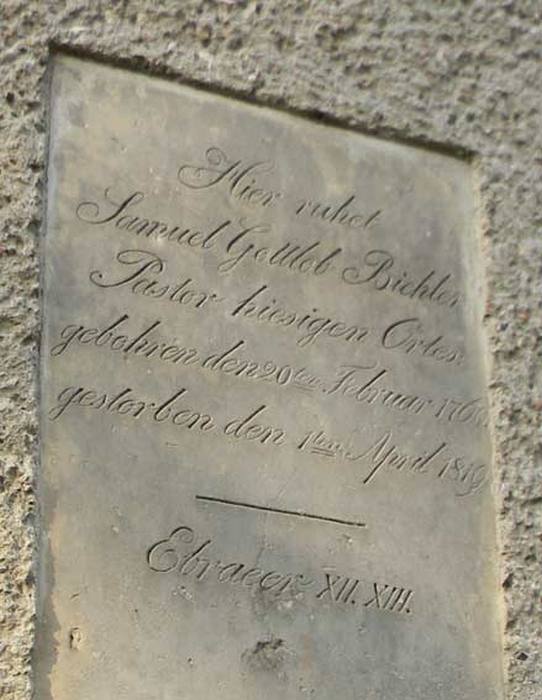 Hier ruhet
Samuel Gottlob Bichler
Pastor hiesigen Ortes
gebohren den 20ten Februar
gestorben den 1ten April 1819
Ebraeer XII. XIII.